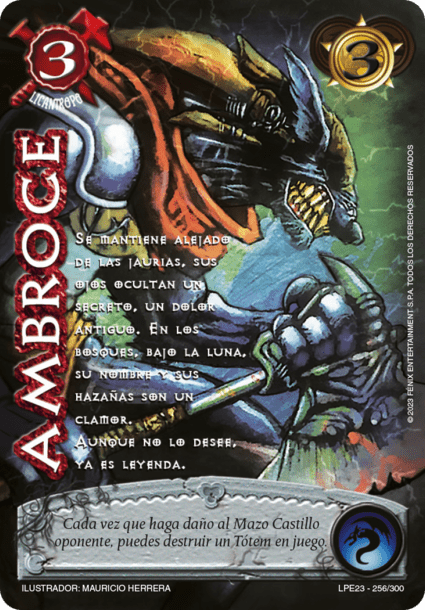 3
3
LICANTROPO
AMBROCE
Se mantiene alejado
de las jaurias, sus
ojos ocultan un
secreto, un dolor
antiguo. En los
bosques, bajo la luna,
su nombre y sus
hazañas son un
clamor.
Aunque no lo desee,
ya es leyenda.
Cada vez que haga daño al Mazo Castillo
oponente, puedes destruir un Tótem en juego.
ILUSTRADOR: MAURICIO HERRERA
LPE23 - 256/300
© 2023 FENIX ENTERTAINMENT S.P.A. TODOS LOS DERECHOS RESERVADOS